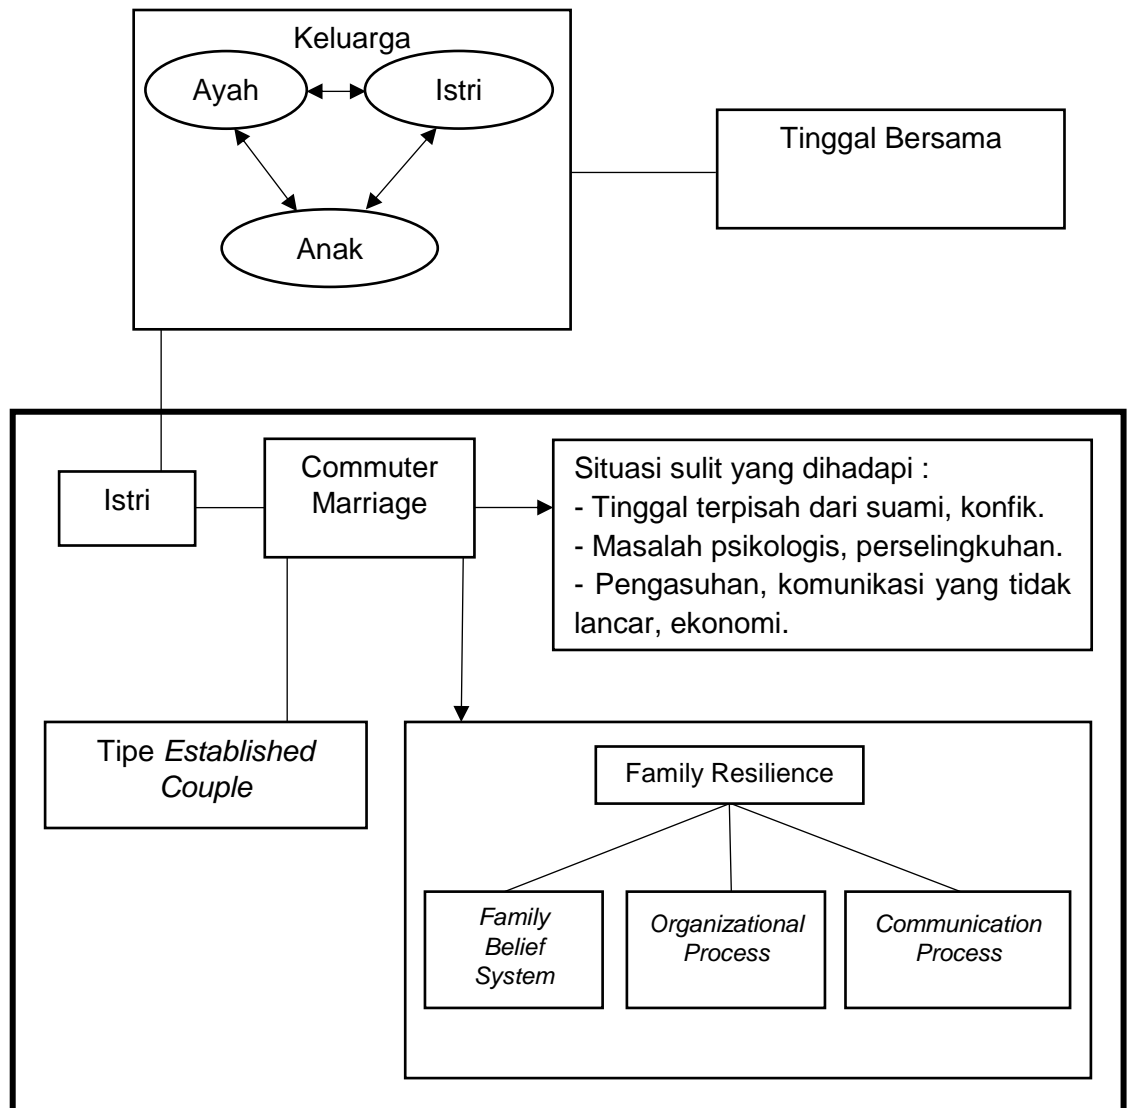 Keluarga
Ayah
Istri
Anak
Tinggal Bersama
Istri
Commuter
Marriage
Situasi sulit yang dihadapi :
- Tinggal terpisah dari suami, konfik.
- Masalah psikologis, perselingkuhan.
- Pengasuhan, komunikasi yang tidak
lancar, ekonomi.
Tipe Established
Couple
Family Resilience
Family
Belief
System
Organizational
Process
Communication
Process